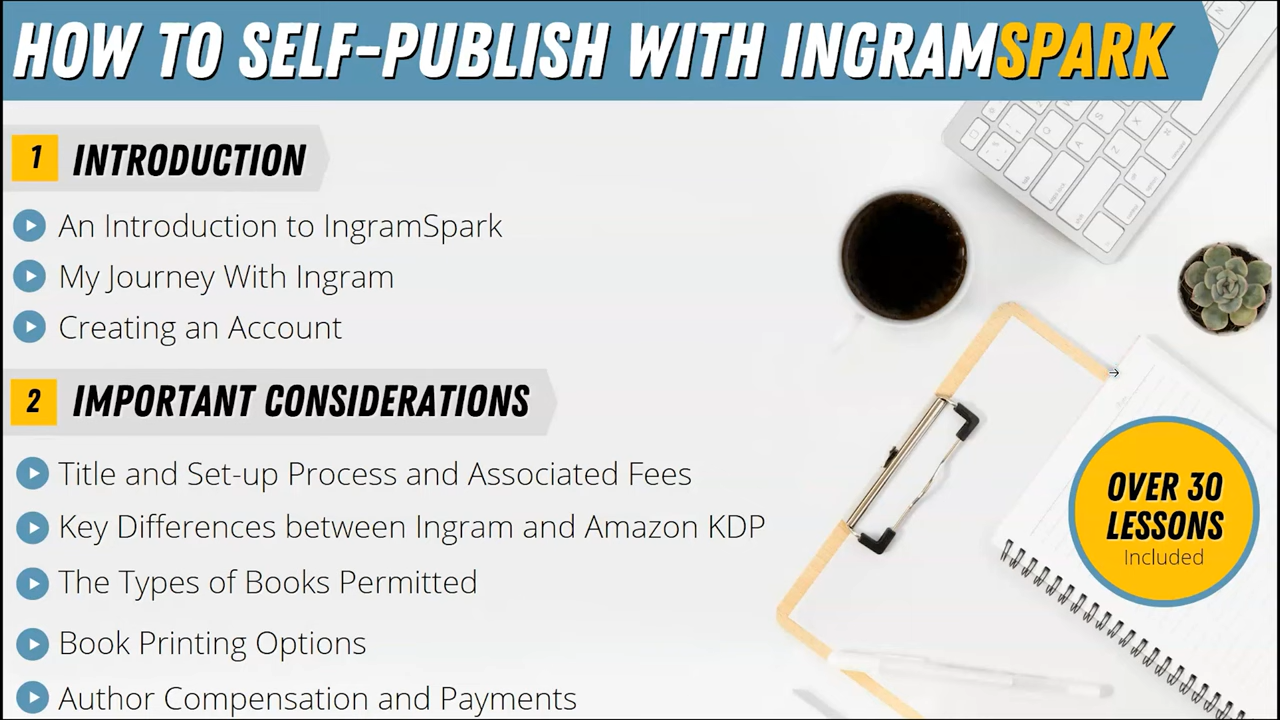 HOW TO SELF-PUBLISH WITH INGRAMSPARK
1 INTRODUCTION
An Introduction to IngramSpark
My Journey With Ingram
Creating an Account
2 IMPORTANT CONSIDERATIONS
Title and Set-up Process and Associated Fees
Key Differences between Ingram and Amazon KDP
The Types of Books Permitted
Book Printing Options
Author Compensation and Payments
OVER 30
LESSONS
Included